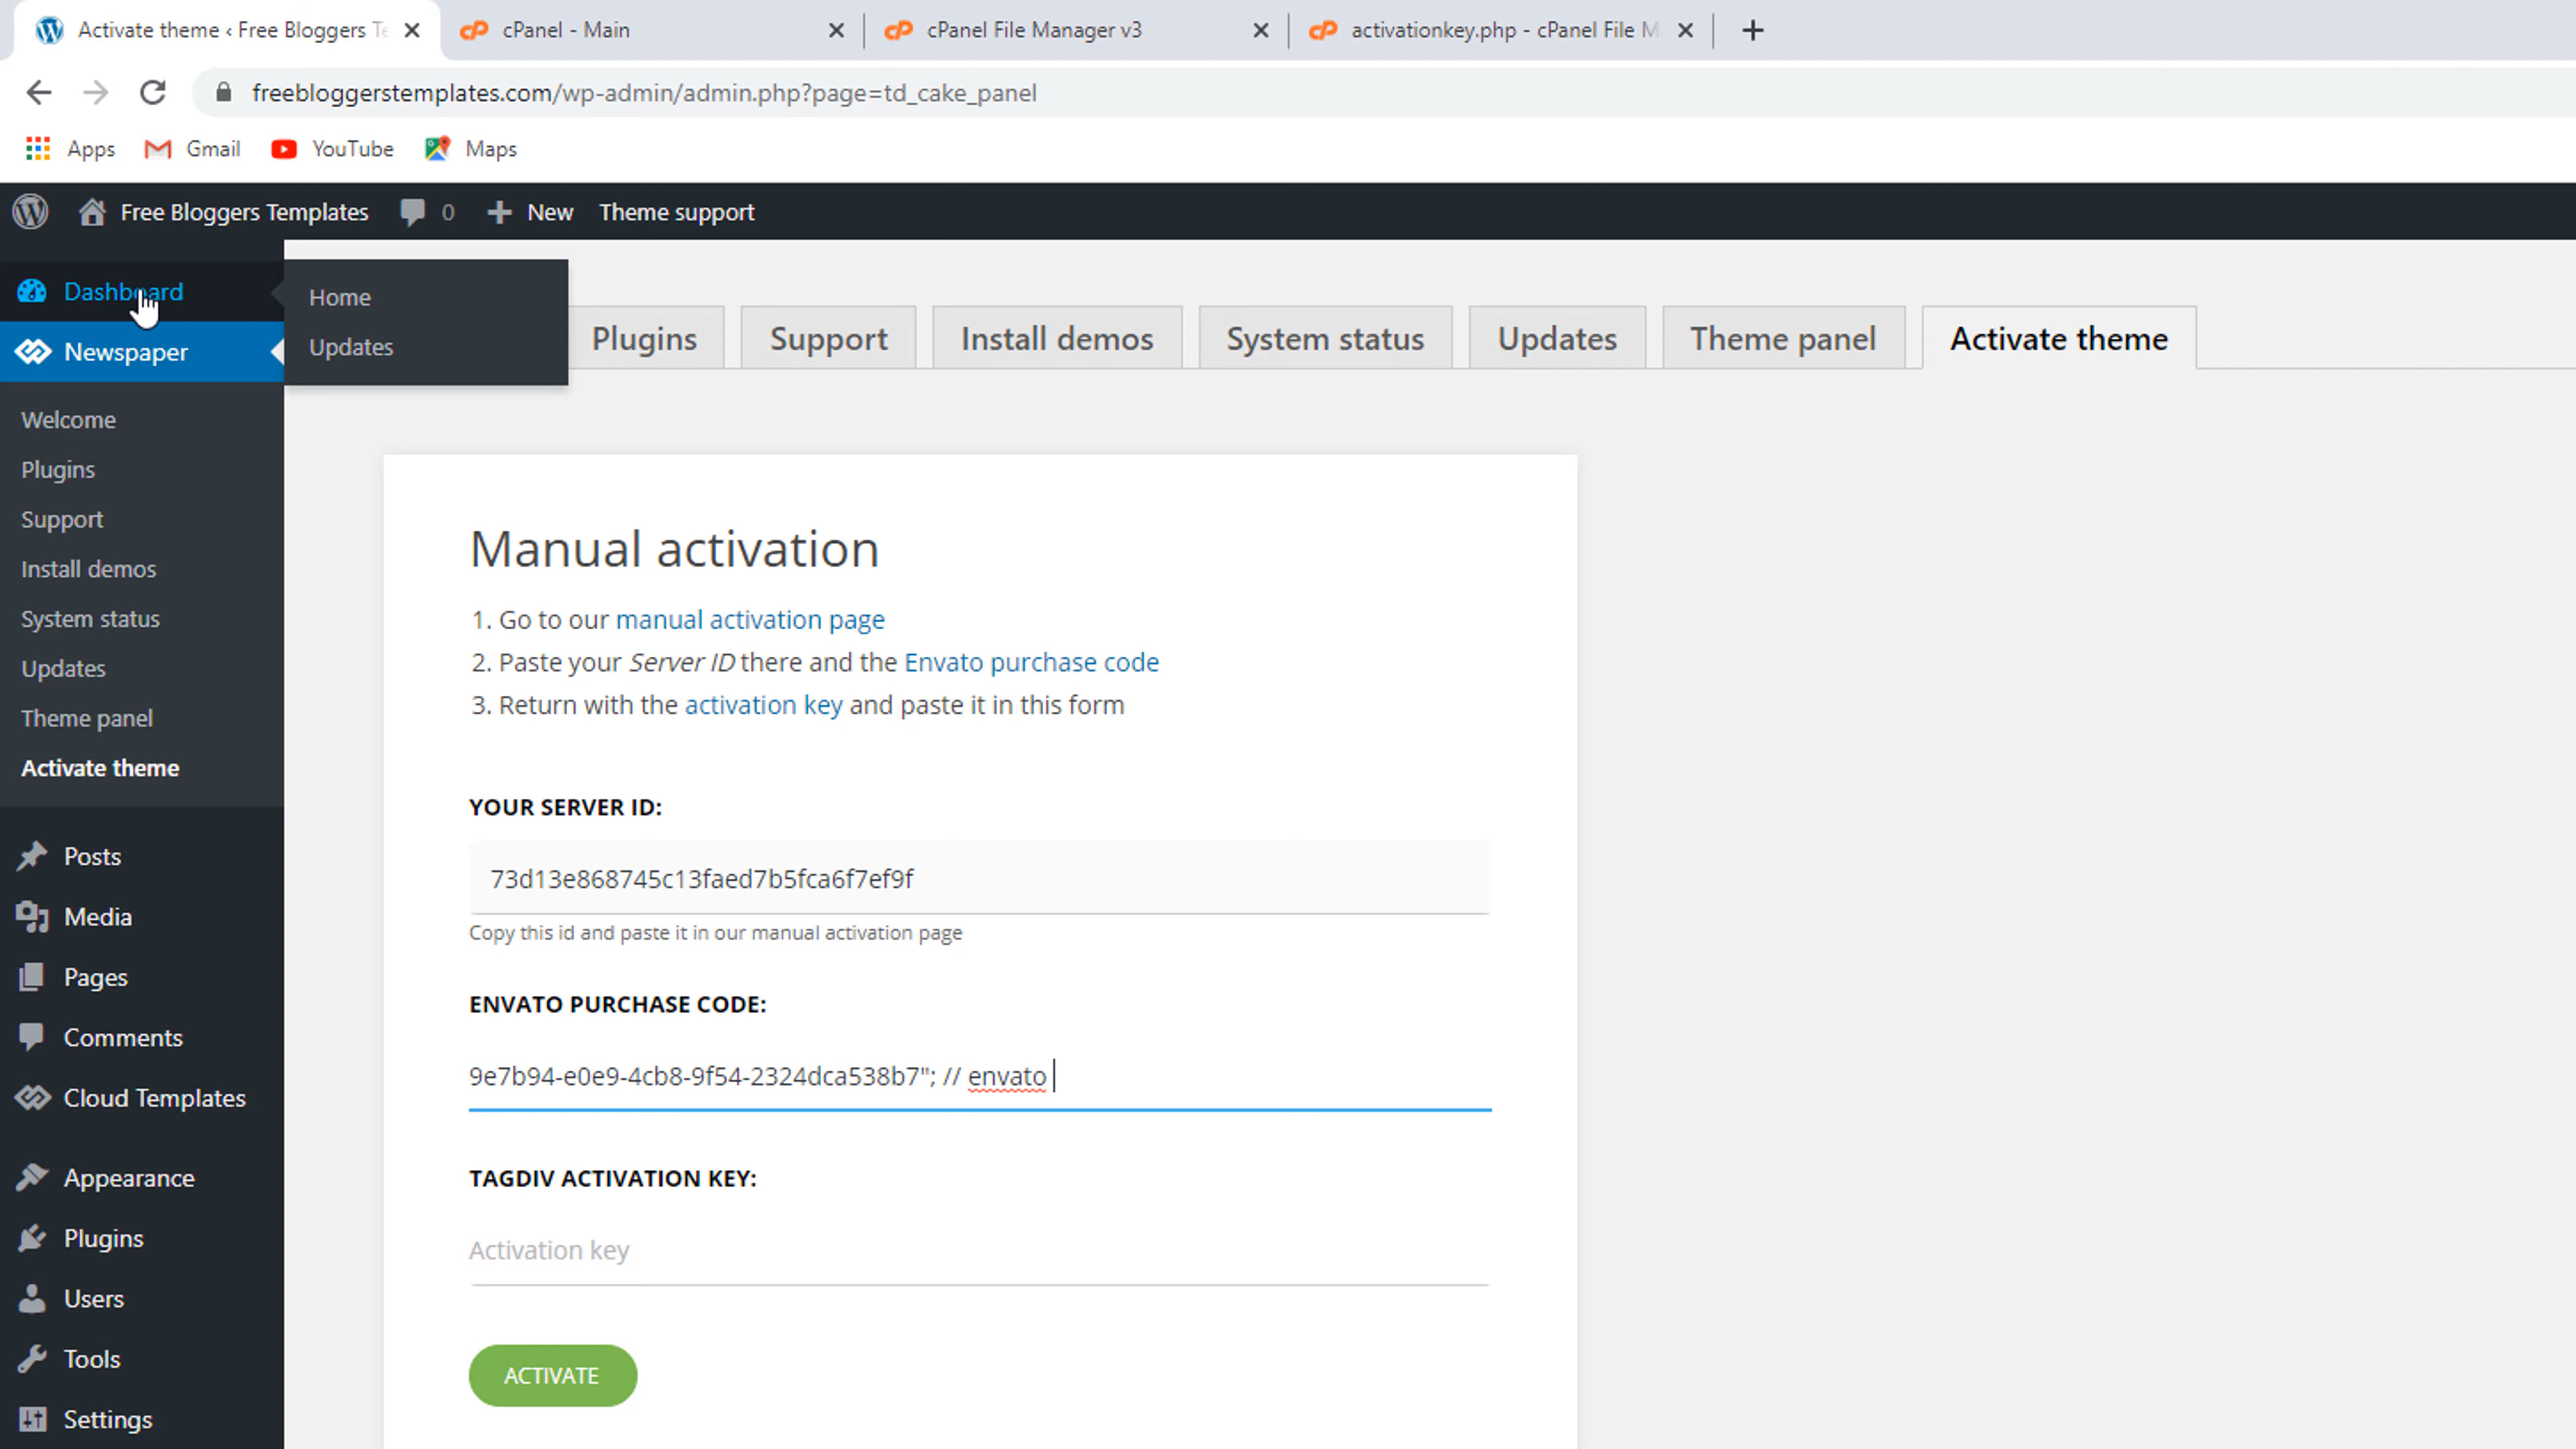 Activate theme ‹ Free Bloggers Te
cPanel - Main
cPanel File Manager v3
activationkey.php - cPanel File M
freebloggerstemplates.com/wp-admin/admin.php?page=td_cake_panel
Apps
Gmail
YouTube
Maps
Free Bloggers Templates
0
New
Theme support
Dashboard
Home
Updates
Newspaper
Welcome
Plugins
Support
Install demos
System status
Updates
Theme panel
Activate theme
Posts
Media
Pages
Comments
Cloud Templates
Appearance
Plugins
Users
Tools
Settings
Plugins
Support
Install demos
System status
Updates
Theme panel
Activate theme
Manual activation
1. Go to our manual activation page
2. Paste your Server ID there and the Envato purchase code
3. Return with the activation key and paste it in this form
YOUR SERVER ID:
73d13e868745c13faed7b5fca6f7ef9f
Copy this id and paste it in our manual activation page
ENVATO PURCHASE CODE:
9e7b94-e0e9-4cb8-9f54-2324dca538b7"; // envato
TAGDIV ACTIVATION KEY:
Activation key
ACTIVATE